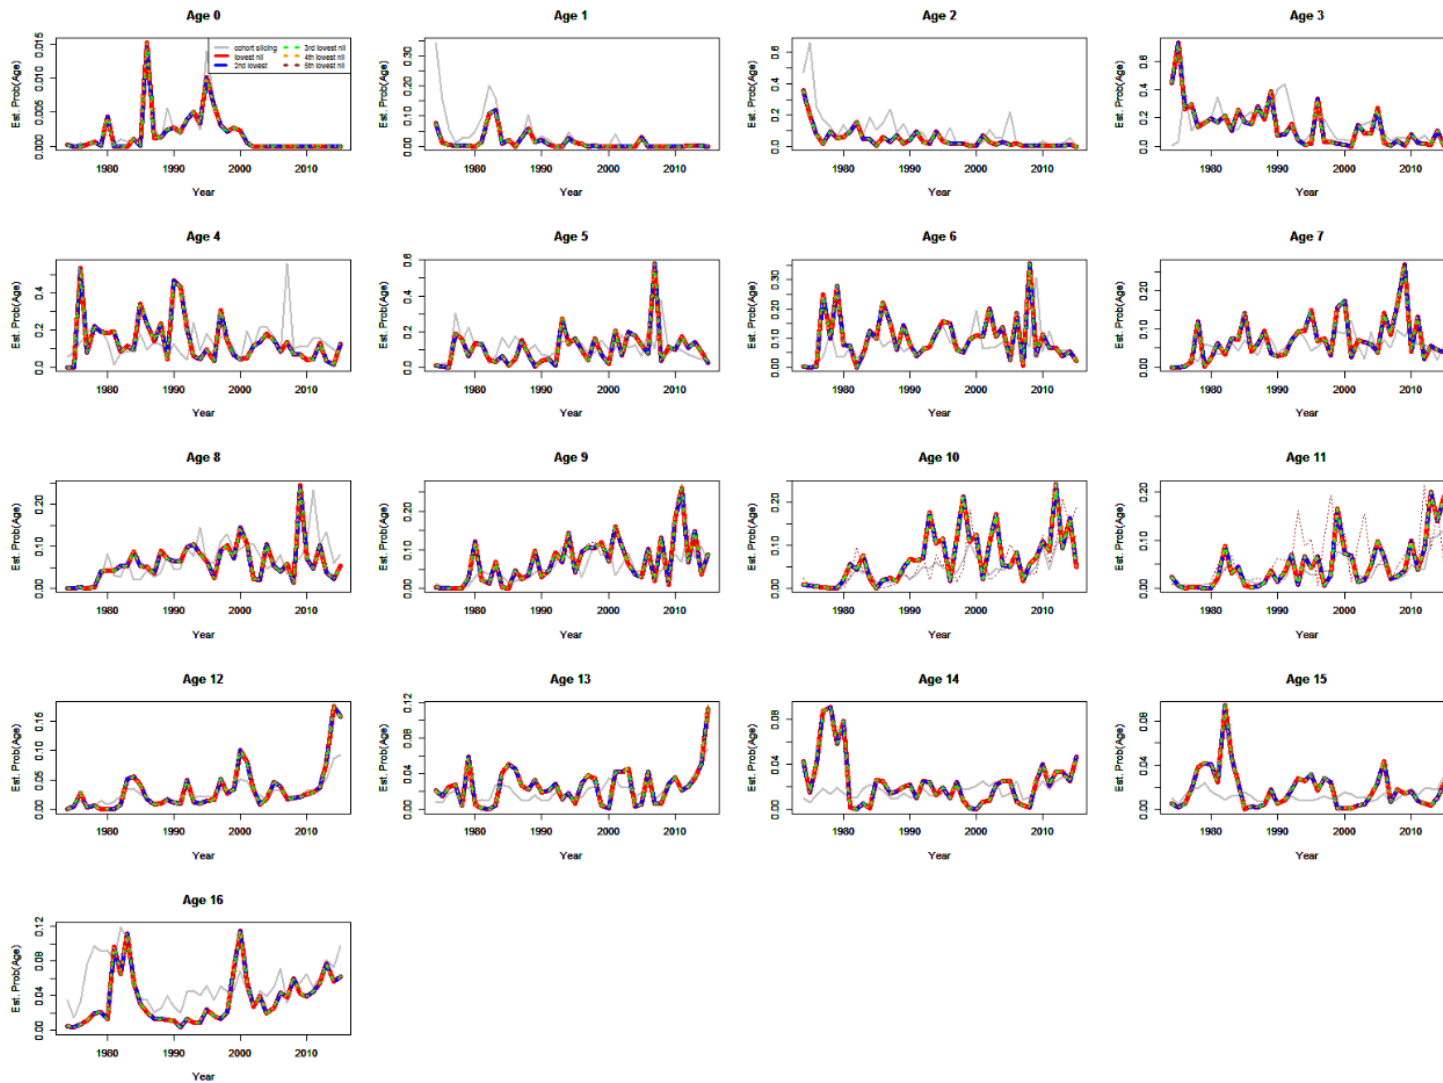 Age 0
Age 1
Age 2
Age 3
Est. Prob(Age)
0.000 0.005 0.010 0.015
cohort slicing
lowest nll
2nd lowest
3rd lowest nll
4th lowest nll
5th lowest nll
1980 1990 2000 2010
Year
Est. Prob(Age)
0.00 0.10 0.20 0.30
1980 1990 2000 2010
Year
Est. Prob(Age)
0.0 0.2 0.4 0.6
1980 1990 2000 2010
Year
Est. Prob(Age)
0.0 0.2 0.4 0.6
1980 1990 2000 2010
Year
Age 4
Age 5
Age 6
Age 7
Est. Prob(Age)
0.0 0.2 0.4
1980 1990 2000 2010
Year
Est. Prob(Age)
0.0 0.2 0.4 0.6
1980 1990 2000 2010
Year
Est. Prob(Age)
0.00 0.10 0.20 0.30
1980 1990 2000 2010
Year
Est. Prob(Age)
0.00 0.10 0.20
1980 1990 2000 2010
Year
Age 8
Age 9
Age 10
Age 11
Est. Prob(Age)
0.00 0.10 0.20
1980 1990 2000 2010
Year
Est. Prob(Age)
0.00 0.10 0.20
1980 1990 2000 2010
Year
Est. Prob(Age)
0.00 0.10 0.20
1980 1990 2000 2010
Year
Est. Prob(Age)
0.00 0.10 0.20
1980 1990 2000 2010
Year
Age 12
Age 13
Age 14
Age 15
Est. Prob(Age)
0.00 0.05 0.10 0.15
1980 1990 2000 2010
Year
Est. Prob(Age)
0.00 0.04 0.08 0.12
1980 1990 2000 2010
Year
Est. Prob(Age)
0.00 0.04 0.08
1980 1990 2000 2010
Year
Est. Prob(Age)
0.00 0.04 0.08
1980 1990 2000 2010
Year
Age 16
Est. Prob(Age)
0.00 0.04 0.08 0.12
1980 1990 2000 2010
Year